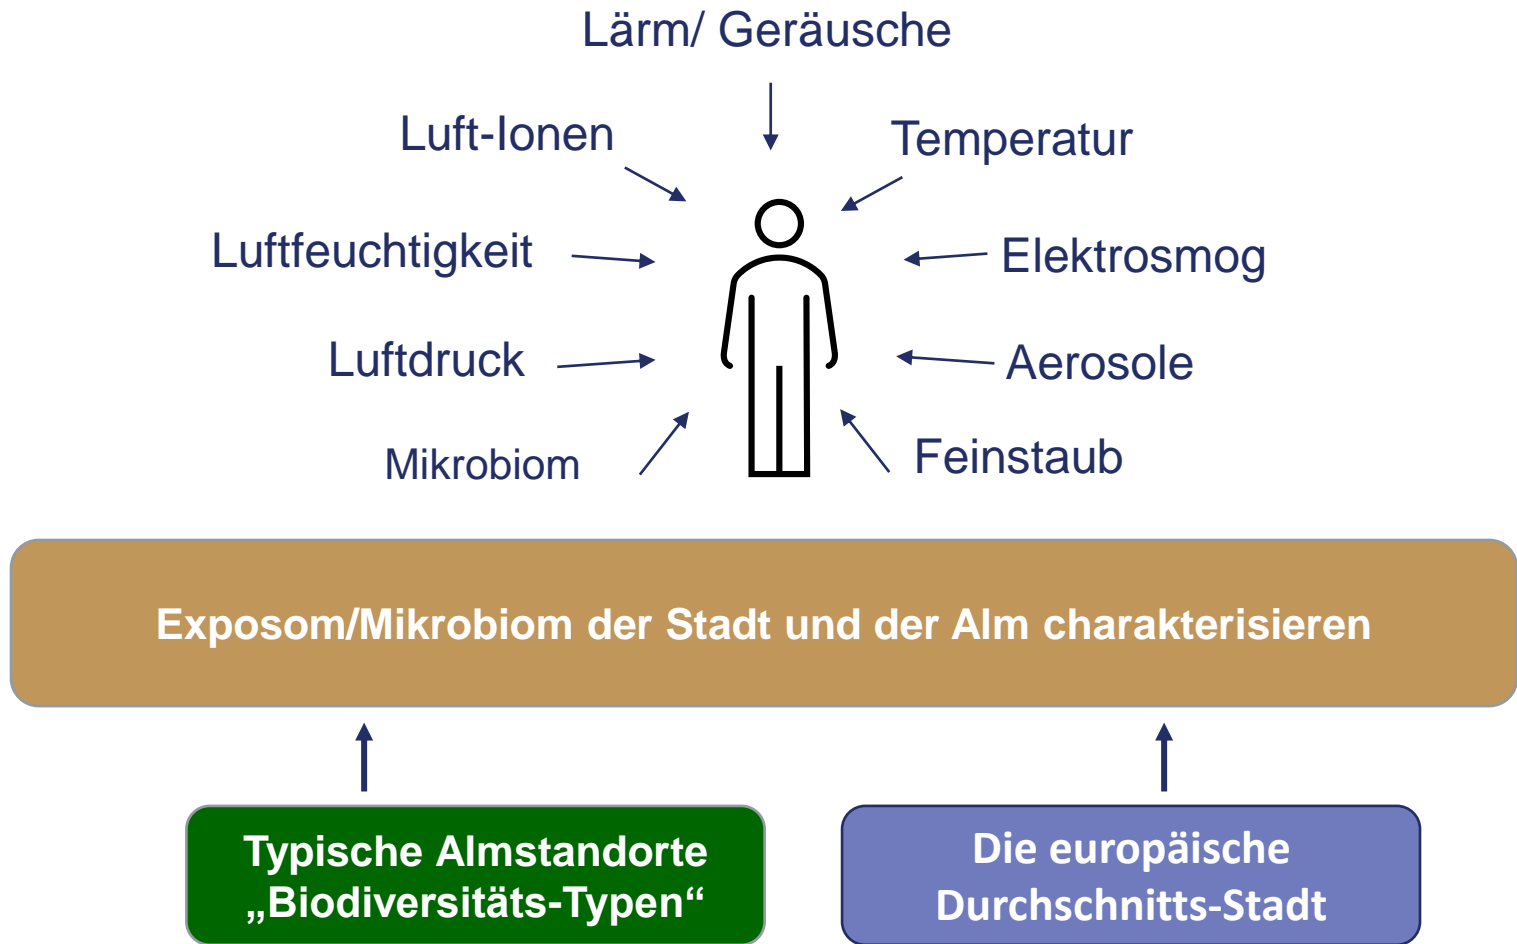 Lärm/ Geräusche
Luft-Ionen
Temperatur
Luftfeuchtigkeit
Elektrosmog
Luftdruck
Aerosole
Mikrobiom
Feinstaub
Exposom/Mikrobiom der Stadt und der Alm charakterisieren
Typische Almstandorte
„Biodiversitäts-Typen“
Die europäische
Durchschnitts-Stadt